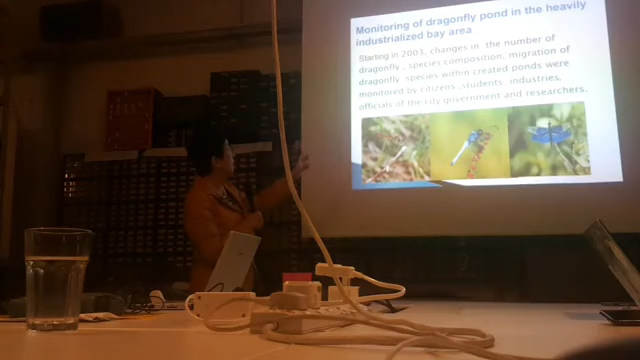 Monitoring of dragonfly pond in the heavily
industrialized bay area
Starting in 2003, changes in the number of
dragonfly , species composition, migration of
dragonfly species within created ponds were
monitored by citizens ,students industries,
officials of the city government and researchers.